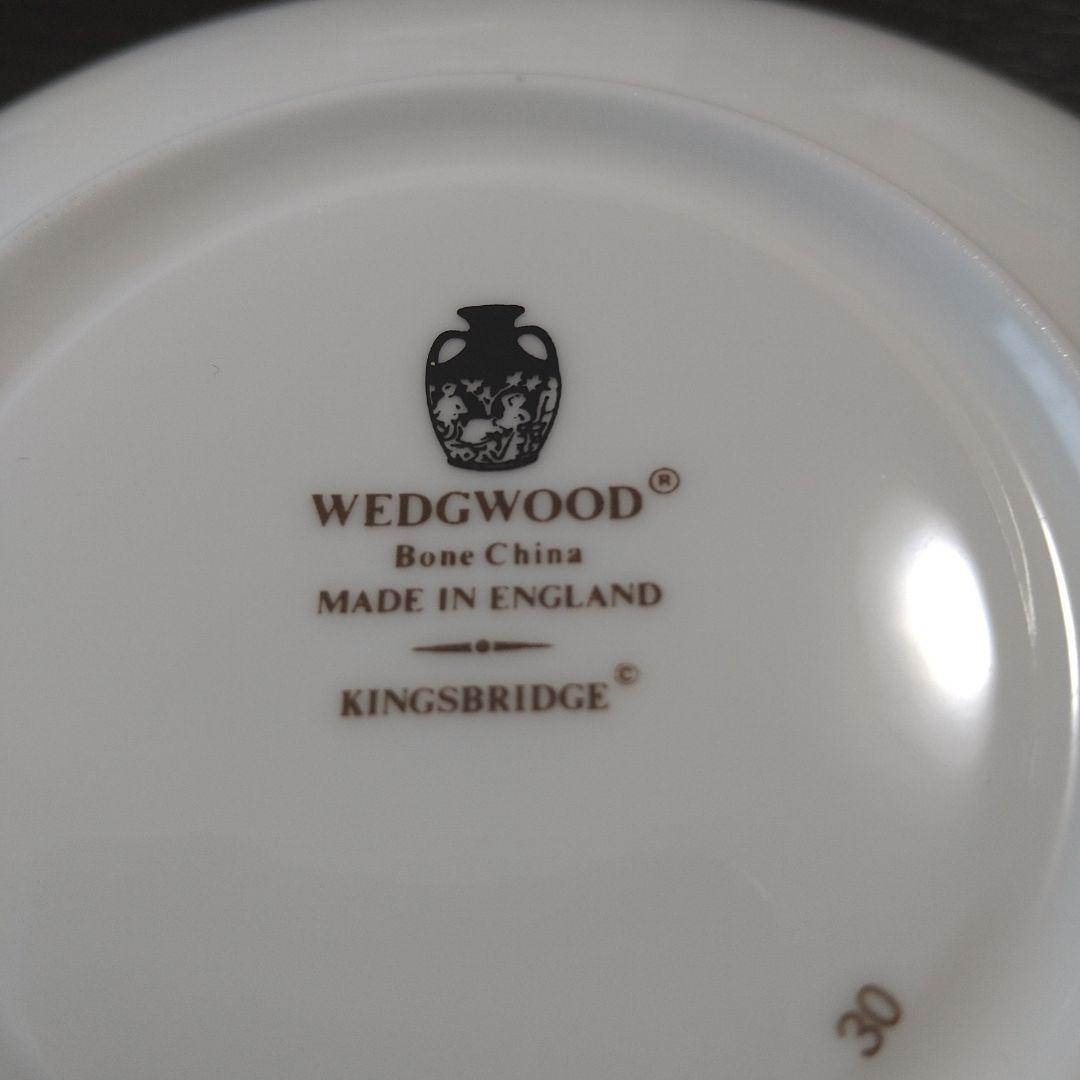 WEDGWOOD®
Bone China
MADE IN ENGLAND
KINGSBRIDGE©
30